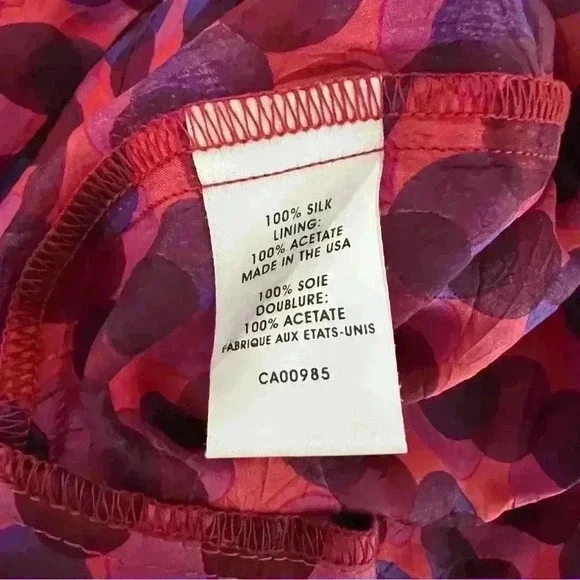 100% SILK
LINING:
100% ACETATE
MADE IN THE USA
100% SOIE
DOUBLURE:
100% ACETATE
FABRIQUE AUX ETATS-UNIS
CA00985